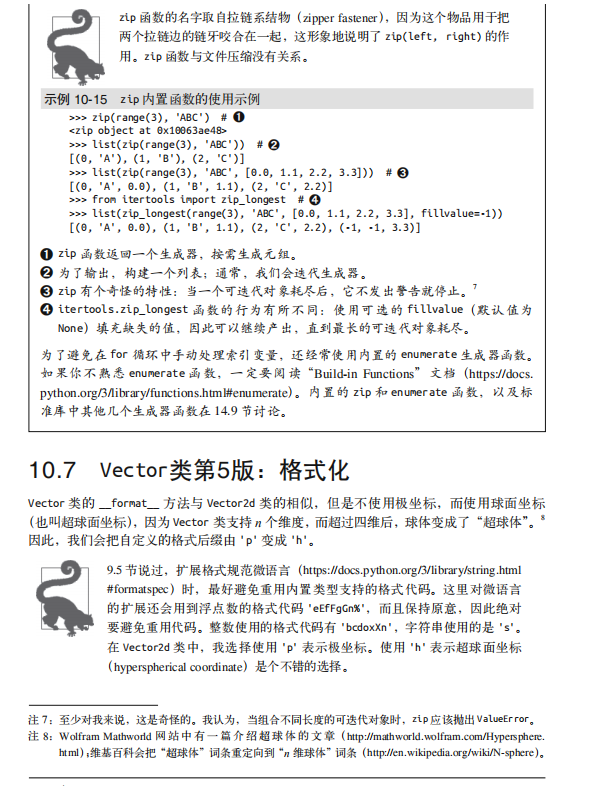 zip 函数的名字取自拉链系结物（zipper fastener），因为这个物品用于把
两个拉链边的链牙咬合在一起，这形象地说明了 zip(left, right) 的作
用。zip 函数与文件压缩没有关系。
示例 10-15 zip 内置函数的使用示例
>>> zip(range(3), 'ABC') # ❶
<zip object at 0x10063ae48>
>>> list(zip(range(3), 'ABC')) # ❷
[(0, 'A'), (1, 'B'), (2, 'C')]
>>> list(zip(range(3), 'ABC', [0.0, 1.1, 2.2, 3.3])) # ❸
[(0, 'A', 0.0), (1, 'B', 1.1), (2, 'C', 2.2)]
>>> from itertools import zip_longest # ❹
>>> list(zip_longest(range(3), 'ABC', [0.0, 1.1, 2.2, 3.3], fillvalue=-1))
[(0, 'A', 0.0), (1, 'B', 1.1), (2, 'C', 2.2), (-1, -1, 3.3)]
❶ zip 函数返回一个生成器，按需生成元组。
❷ 为了输出，构建一个列表；通常，我们会迭代生成器。
❸ zip 有个奇怪的特性：当一个可迭代对象耗尽后，它不发出警告就停止。7
❹ itertools.zip_longest 函数的行为有所不同：使用可选的 fillvalue（默认值为
None）填充缺失的值，因此可以继续产出，直到最长的可迭代对象耗尽。
为了避免在 for 循环中手动处理索引变量，还经常使用内置的 enumerate 生成器函数。
如果你不熟悉 enumerate 函数，一定要阅读“Build-in Functions”文档（https://docs.
python.org/3/library/functions.html#enumerate）。内置的 zip 和 enumerate 函数，以及标
准库中其他几个生成器函数在 14.9 节讨论。
10.7 Vector类第5版：格式化
Vector 类的 __format__ 方法与 Vector2d 类的相似，但是不使用极坐标，而使用球面坐标
（也叫超球面坐标），因为 Vector 类支持 n 个维度，而超过四维后，球体变成了“超球体”。8
因此，我们会把自定义的格式后缀由 'p' 变成 'h'。
9.5 节说过，扩展格式规范微语言（https://docs.python.org/3/library/string.html
#formatspec）时，最好避免重用内置类型支持的格式代码。这里对微语言
的扩展还会用到浮点数的格式代码 'eEfFgGn%'，而且保持原意，因此绝对
要避免重用代码。整数使用的格式代码有 'bcdoxXn'，字符串使用的是 's'。
在 Vector2d 类中，我选择使用 'p' 表示极坐标。使用 'h' 表示超球面坐标
（hyperspherical coordinate）是个不错的选择。
注 7：至少对我来说，这是奇怪的。我认为，当组合不同长度的可迭代对象时，zip 应该抛出 ValueError。
注 8：Wolfram Mathworld 网站中有一篇介绍超球体的文章（http://mathworld.wolfram.com/Hypersphere.
html）；维基百科会把“超球体”词条重定向到“n 维球体”词条（http://en.wikipedia.org/wiki/N-sphere）。